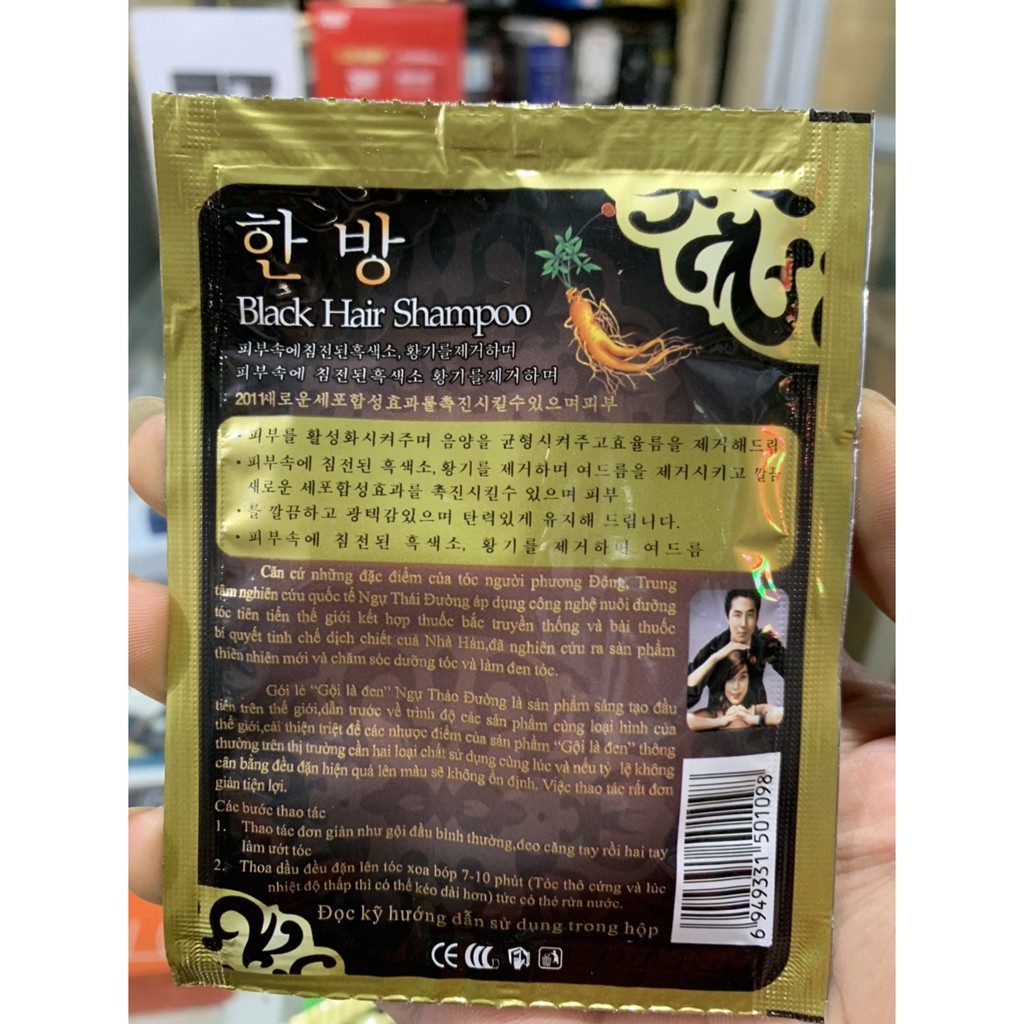 한 방
Black Hair Shampoo
피부속에침전된흑색소, 황기를제거하며
피부속에 침전된흑색소 황기를제거하며
2011새로운세포합성효과를촉진시킬수있으며피부
· 피부를 활성화시켜주며 음양을 균형시켜주고효율름을 제거해드림
· 피부속에 침전된 흑색소, 황기를 제거하며 여드름을 제거시키고 깔끔
새로운 세포합성효과를 촉진시킬수 있으며 피부
· 를 깔끔하고 광텍감있으며 탄력있게 유지해 드립니다.
· 피부속에 침전된 흑색소, 황기를 제거하며 여드름
Căn cứ những đặc điểm của tóc người phương Đông, Trung
tâm nghiên cứu quốc tế Ngự Thái Đường áp dụng công nghệ nuôi dưỡng
tóc tiên tiến thế giới kết hợp thuốc bắc truyền thống và bài thuốc
bí quyết tinh chế dịch chiết cuả Nhà Hàn,đã nghiên cứu ra sản phẩm
thiên nhiên mới và chăm sóc dưỡng tóc và làm đen tóc.
Gói lẻ “Gội là đen” Ngự Thảo Đường là sản phẩm sáng tạo đầu
tiên trên thế giới,dẫn trước về trình độ các sản phẩm cùng loại hình của
thế giới,cải thiện triệt để các nhược điểm của sản phẩm “Gội là đen” thông
thường trên thị trường cần hai loại chất sử dụng cùng lúc và nếu tỷ lệ không
cân bằng đều đặn hiện quả lên màu sẽ không ổn định, Việc thao tác rất đơn
giản tiện lợi.
Các bước thao tác
1. Thao tác đơn giản như gội đầu bình thường,đeo căng tay rồi hai tay
làm ướt tóc
2. Thoa dầu đều đặn lên tóc xoa bóp 7-10 phút (Tóc thô cứng và lúc
nhiệt độ thấp thì có thể kéo dài hơn) tức có thẻ rửa nước.
Đọc kỹ hướng dẫn sử dụng trong hộp
CE
6 949331 501098